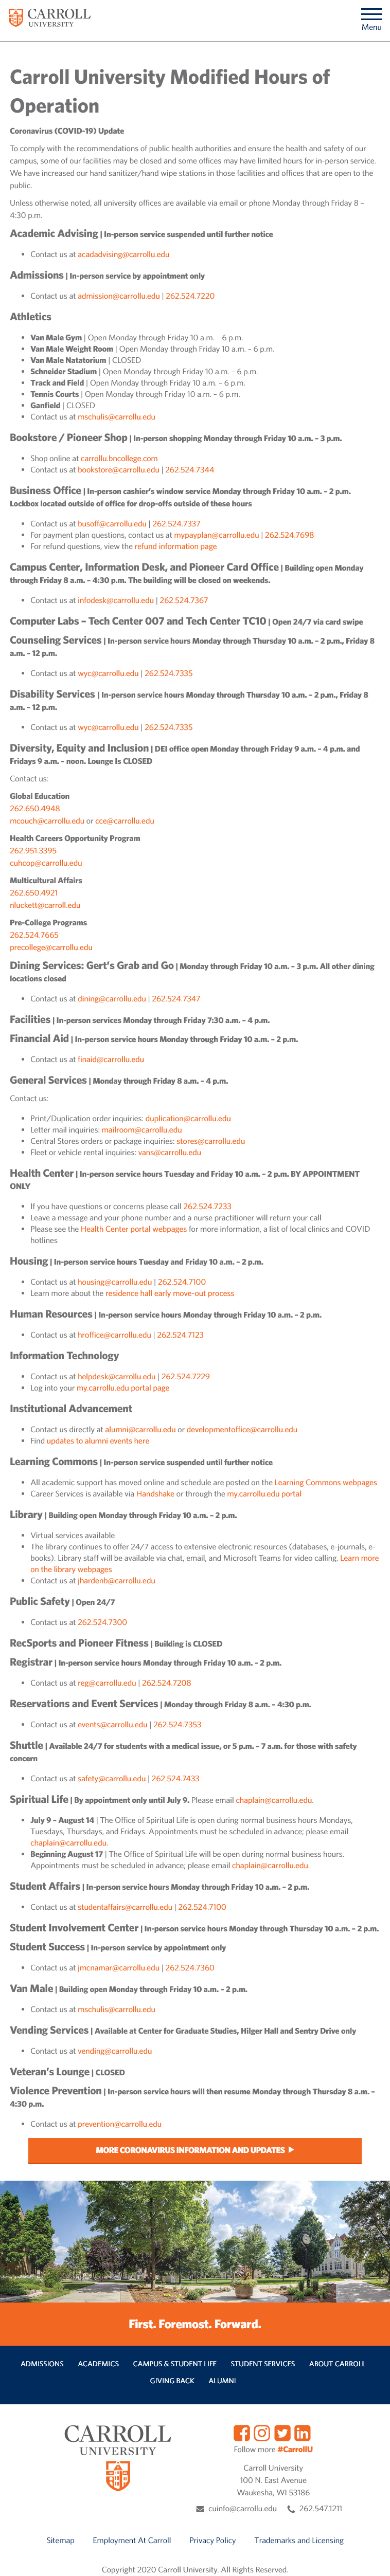 CARROLL
UNIVERSITY
Menu
Carroll University Modified Hours of
Operation
Coronavirus (COVID-19) Update
To comply with the recommendations of public health authorities and ensure the health and safety of our
campus, some of our facilities may be closed and some offices may have limited hours for in-person service.
We have increased our hand sanitizer/hand wipe stations in those facilities and offices that are open to the
public.
Unless otherwise noted, all university offices are available via email or phone Monday through Friday 8 –
4:30 p.m.
Academic Advising | In-person service suspended until further notice
• Contact us at acadadvising@carrollu.edu
Admissions | In-person service by appointment only
• Contact us at admission@carrollu.edu | 262.524.7220
Athletics
• Van Male Gym | Open Monday through Friday 10 a.m. – 6 p.m.
• Van Male Weight Room | Open Monday through Friday 10 a.m. – 6 p.m.
• Van Male Natatorium | CLOSED
• Schneider Stadium | Open Monday through Friday 10 a.m. – 6 p.m.
• Track and Field | Open Monday through Friday 10 a.m. – 6 p.m.
• Tennis Courts | Open Monday through Friday 10 a.m. – 6 p.m.
• Ganfield | CLOSED
• Contact us at mschulis@carrollu.edu
Bookstore / Pioneer Shop | In-person shopping Monday through Friday 10 a.m. – 3 p.m.
• Shop online at carrollu.bncollege.com
• Contact us at bookstore@carrollu.edu | 262.524.7344
Business Office | In-person cashier's window service Monday through Friday 10 a.m. – 2 p.m.
Lockbox located outside of office for drop-offs outside of these hours
• Contact us at busoff@carrollu.edu | 262.524.7337
• For payment plan questions, contact us at mypayplan@carrollu.edu | 262.524.7698
• For refund questions, view the refund information page
Campus Center, Information Desk, and Pioneer Card Office | Building open Monday
through Friday 8 a.m. – 4:30 p.m. The building will be closed on weekends.
• Contact us at infodesk@carrollu.edu | 262.524.7367
Computer Labs – Tech Center 007 and Tech Center TC10 | Open 24/7 via card swipe
Counseling Services | In-person service hours Monday through Thursday 10 a.m. – 2 p.m., Friday 8
a.m. – 12 p.m.
• Contact us at wyc@carrollu.edu | 262.524.7335
Disability Services | In-person service hours Monday through Thursday 10 a.m. – 2 p.m., Friday 8
a.m. – 12 p.m.
• Contact us at wyc@carrollu.edu | 262.524.7335
Diversity, Equity and Inclusion | DEI office open Monday through Friday 9 a.m. – 4 p.m. and
Fridays 9 a.m. – noon. Lounge Is CLOSED
Contact us:
Global Education
262.650.4948
mcouch@carrollu.edu or cce@carrollu.edu
Health Careers Opportunity Program
262.951.3395
cuhcop@carrollu.edu
Multicultural Affairs
262.650.4921
nluckett@carroll.edu
Pre-College Programs
262.524.7665
precollege@carrollu.edu
Dining Services: Gert's Grab and Go | Monday through Friday 10 a.m. – 3 p.m. All other dining
locations closed
• Contact us at dining@carrollu.edu | 262.524.7347
Facilities | In-person services Monday through Friday 7:30 a.m. – 4 p.m.
Financial Aid | In-person service hours Monday through Friday 10 a.m. – 2 p.m.
• Contact us at finaid@carrollu.edu
General Services | Monday through Friday 8 a.m. – 4 p.m.
Contact us:
• Print/Duplication order inquiries: duplication@carrollu.edu
• Letter mail inquiries: mailroom@carrollu.edu
• Central Stores orders or package inquiries: stores@carrollu.edu
• Fleet or vehicle rental inquiries: vans@carrollu.edu
Health Center | In-person service hours Tuesday and Friday 10 a.m. – 2 p.m. BY APPOINTMENT
ONLY
• If you have questions or concerns please call 262.524.7233
• Leave a message and your phone number and a nurse practitioner will return your call
• Please see the Health Center portal webpages for more information, a list of local clinics and COVID
hotlines
Housing | In-person service hours Tuesday and Friday 10 a.m. – 2 p.m.
• Contact us at housing@carrollu.edu | 262.524.7100
• Learn more about the residence hall early move-out process
Human Resources | In-person service hours Monday through Friday 10 a.m. – 2 p.m.
• Contact us at hroffice@carrollu.edu | 262.524.7123
Information Technology
• Contact us at helpdesk@carrollu.edu | 262.524.7229
• Log into your my.carrollu.edu portal page
Institutional Advancement
• Contact us directly at alumni@carrollu.edu or developmentoffice@carrollu.edu
• Find updates to alumni events here
Learning Commons | In-person service suspended until further notice
• All academic support has moved online and schedule are posted on the Learning Commons webpages
• Career Services is available via Handshake or through the my.carrollu.edu portal
Library | Building open Monday through Friday 10 a.m. – 2 p.m.
• Virtual services available
• The library continues to offer 24/7 access to extensive electronic resources (databases, e-journals, e-
books). Library staff will be available via chat, email, and Microsoft Teams for video calling. Learn more
on the library webpages
• Contact us at jhardenb@carrollu.edu
Public Safety | Open 24/7
• Contact us at 262.524.7300
RecSports and Pioneer Fitness | Building is CLOSED
Registrar | In-person service hours Monday through Friday 10 a.m. – 2 p.m.
• Contact us at reg@carrollu.edu | 262.524.7208
Reservations and Event Services | Monday through Friday 8 a.m. – 4:30 p.m.
• Contact us at events@carrollu.edu | 262.524.7353
Shuttle | Available 24/7 for students with a medical issue, or 5 p.m. – 7 a.m. for those with safety
concern
• Contact us at safety@carrollu.edu | 262.524.7433
Spiritual Life | By appointment only until July 9. Please email chaplain@carrollu.edu.
• July 9 – August 14 | The Office of Spiritual Life is open during normal business hours Mondays,
Tuesdays, Thursdays, and Fridays. Appointments must be scheduled in advance; please email
chaplain@carrollu.edu.
• Beginning August 17 | The Office of Spiritual Life will be open during normal business hours.
Appointments must be scheduled in advance; please email chaplain@carrollu.edu.
Student Affairs | In-person service hours Monday through Friday 10 a.m. – 2 p.m.
• Contact us at studentaffairs@carrollu.edu | 262.524.7100
Student Involvement Center | In-person service hours Monday through Thursday 10 a.m. – 2 p.m.
Student Success | In-person service by appointment only
• Contact us at jmcnamar@carrollu.edu | 262.524.7360
Van Male | Building open Monday through Friday 10 a.m. – 2 p.m.
• Contact us at mschulis@carrollu.edu
Vending Services | Available at Center for Graduate Studies, Hilger Hall and Sentry Drive only
• Contact us at vending@carrollu.edu
Veteran's Lounge | CLOSED
Violence Prevention | In-person service hours will then resume Monday through Thursday 8 a.m. –
4:30 p.m.
• Contact us at prevention@carrollu.edu
MORE CORONAVIRUS INFORMATION AND UPDATES
First. Foremost. Forward.
ADMISSIONS ACADEMICS CAMPUS & STUDENT LIFE STUDENT SERVICES ABOUT CARROLL
GIVING BACK ALUMNI
CARROLL
UNIVERSITY
Follow more #CarrollU
Carroll University
100 N. East Avenue
Waukesha, WI 53186
cuinfo@carrollu.edu 262.547.1211
Sitemap Employment At Carroll Privacy Policy Trademarks and Licensing
Copyright 2020 Carroll University. All Rights Reserved.